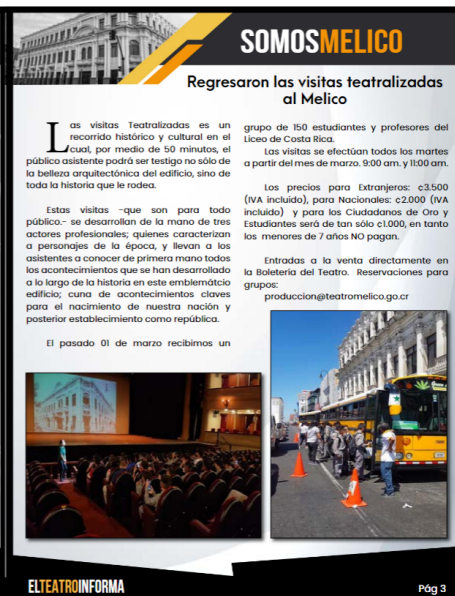 SOMOSMELICO
Regresaron las visitas teatralizadas
al Melico
Las visitas Teatralizadas es un
recorrido histórico y cultural en el
cual, por medio de 50 minutos, el
público asistente podrá ser testigo no sólo de
la belleza arquitectónica del edificio, sino de
toda la historia que le rodea.
Estas visitas -que son para todo
público.- se desarrollan de la mano de tres
actores profesionales; quienes caracterizan
a personajes de la época, y llevan a los
asistentes a conocer de primera mano todos
los acontecimientos que se han desarrollado
a lo largo de la historia en este emblemátcio
edificio; cuna de acontecimientos claves
para el nacimiento de nuestra nación y
posterior establecimiento como república.
El pasado 01 de marzo recibimos un
grupo de 150 estudiantes y profesores del
Liceo de Costa Rica.
Las visitas se efectúan todos los martes
a partir del mes de marzo. 9:00 am. y 11:00 am.
Los precios para Extranjeros: c3.500
(IVA incluido), para Nacionales: c2.000 (IVA
incluido) y para los Ciudadanos de Oro y
Estudiantes será de tan sólo c1.000, en tanto
los menores de 7 años NO pagan.
Entradas a la venta directamente en
la Boletería del Teatro. Reservaciones para
grupos:
produccion@teatromelico.go.cr
ELTEATROINFORMA
Pág 3